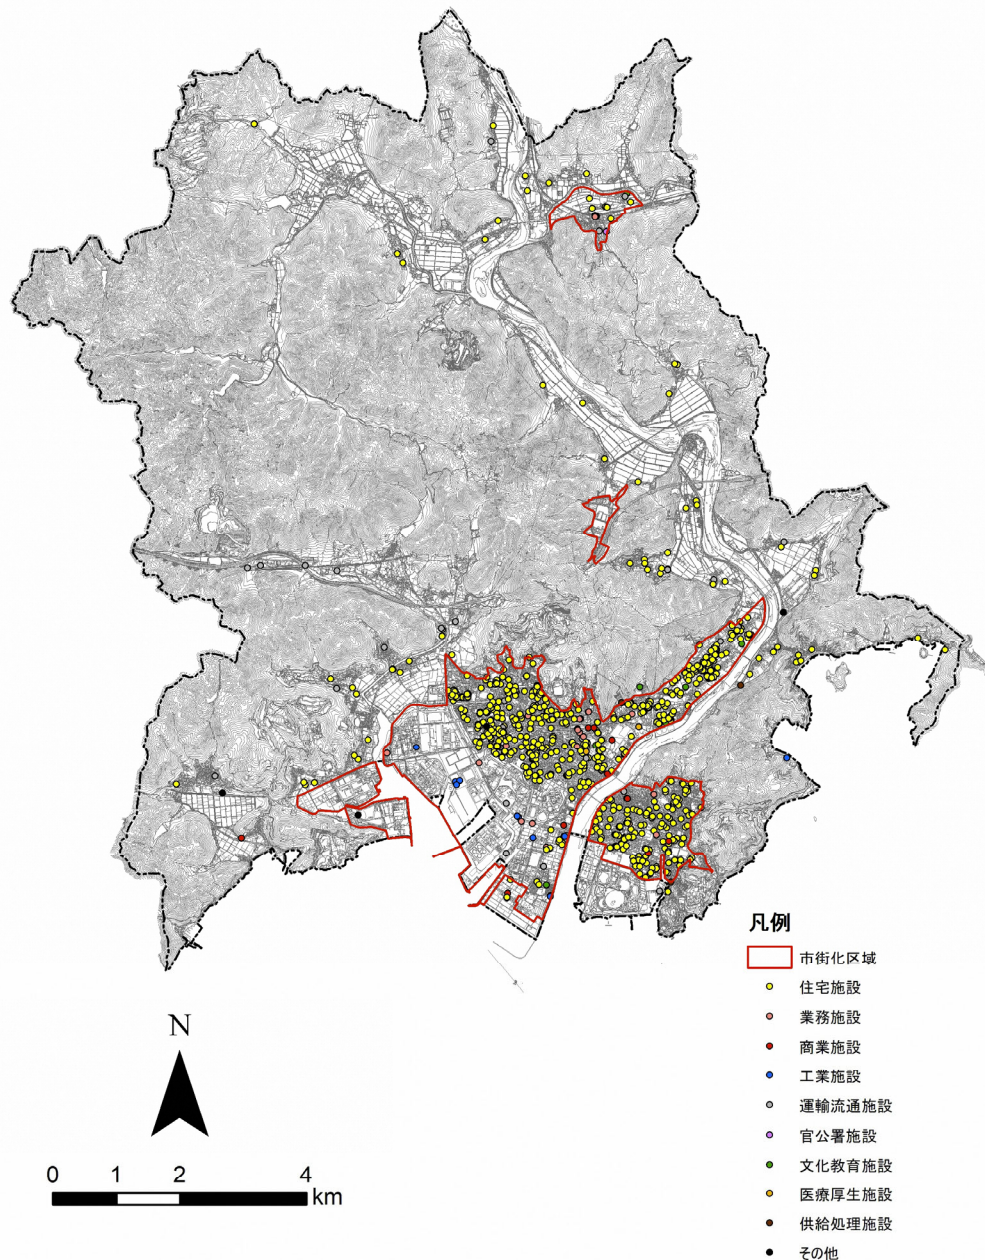 凡例
市街化区域
住宅施設
業務施設
商業施設
工業施設
運輸流通施設
官公署施設
文化教育施設
医療厚生施設
供給処理施設
その他
N
0 1 2 4
km